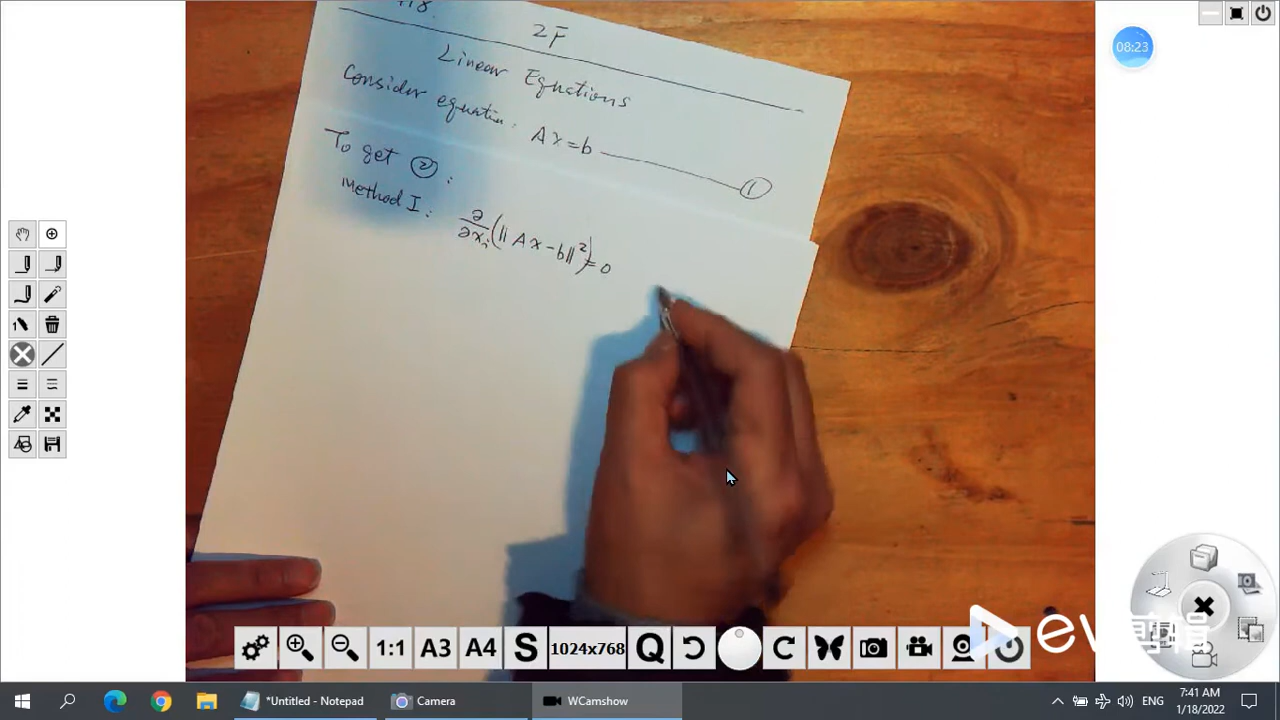 08:23
2F
Linear Equations
Consider equation: Ax=b ①
To get ②:
Method I: ∂/∂xᵢ(‖Ax-b‖²)=0
1:1
A3
A4
S
1024x768
Q
*Untitled - Notepad
Camera
WCamshow
ENG
7:41 AM
1/18/2022